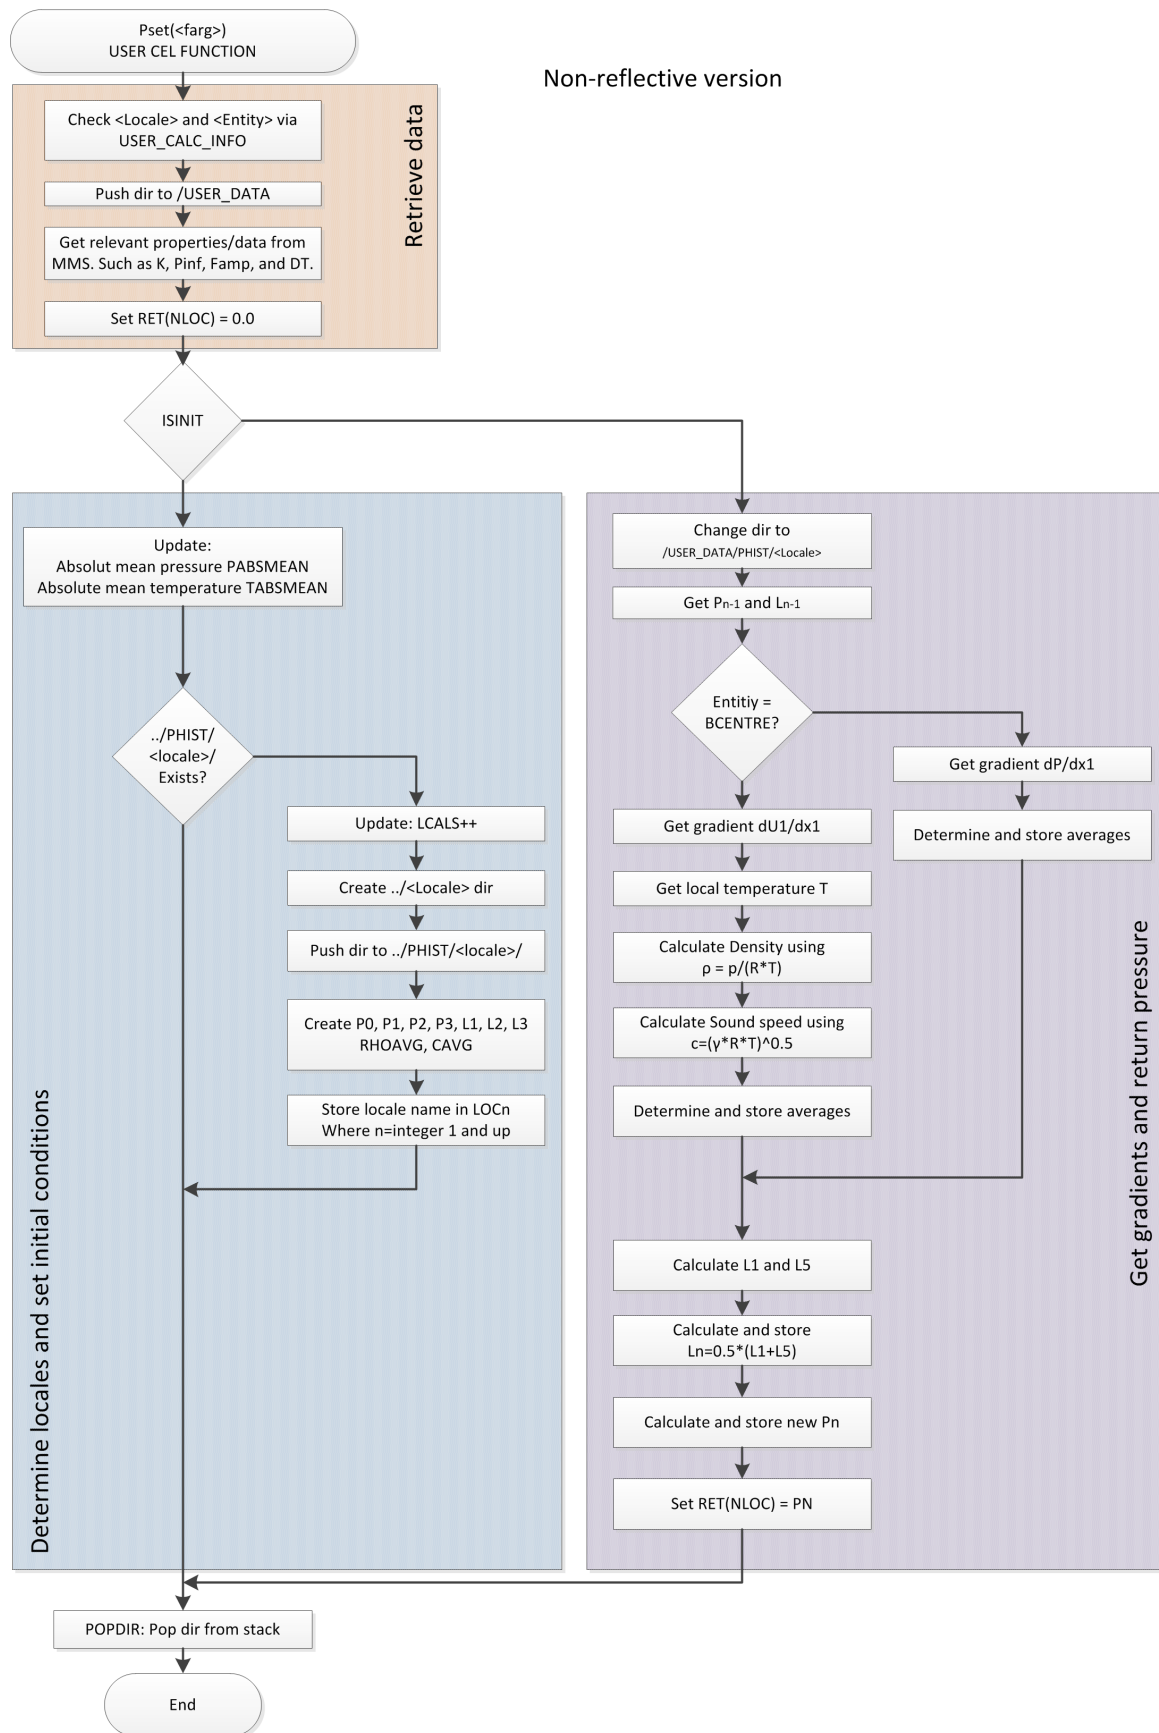 Pset(<farg>)
USER CEL FUNCTION
Non-reflective version
Check <Locale> and <Entity> via
USER_CALC_INFO
Push dir to /USER_DATA
Get relevant properties/data from
MMS. Such as K, Pinf, Famp, and DT.
Set RET(NLOC) = 0.0
Retrieve data
ISINIT
Update:
Absolut mean pressure PABSMEAN
Absolute mean temperature TABSMEAN
../PHIST/
<locale>/
Exists?
Update: LCALS++
Create ../<Locale> dir
Push dir to ../PHIST/<locale>/
Create P0, P1, P2, P3, L1, L2, L3
RHOAVG, CAVG
Store locale name in LOCn
Where n=integer 1 and up
Determine locales and set initial conditions
Change dir to
/USER_DATA/PHIST/<Locale>
Get Pn-1 and Ln-1
Entitiy =
BCENTRE?
Get gradient dP/dx1
Determine and store averages
Get gradient dU1/dx1
Get local temperature T
Calculate Density using
ρ = p/(R*T)
Calculate Sound speed using
c=(γ*R*T)^0.5
Determine and store averages
Calculate L1 and L5
Calculate and store
Ln=0.5*(L1+L5)
Calculate and store new Pn
Set RET(NLOC) = PN
Get gradients and return pressure
POPDIR: Pop dir from stack
End